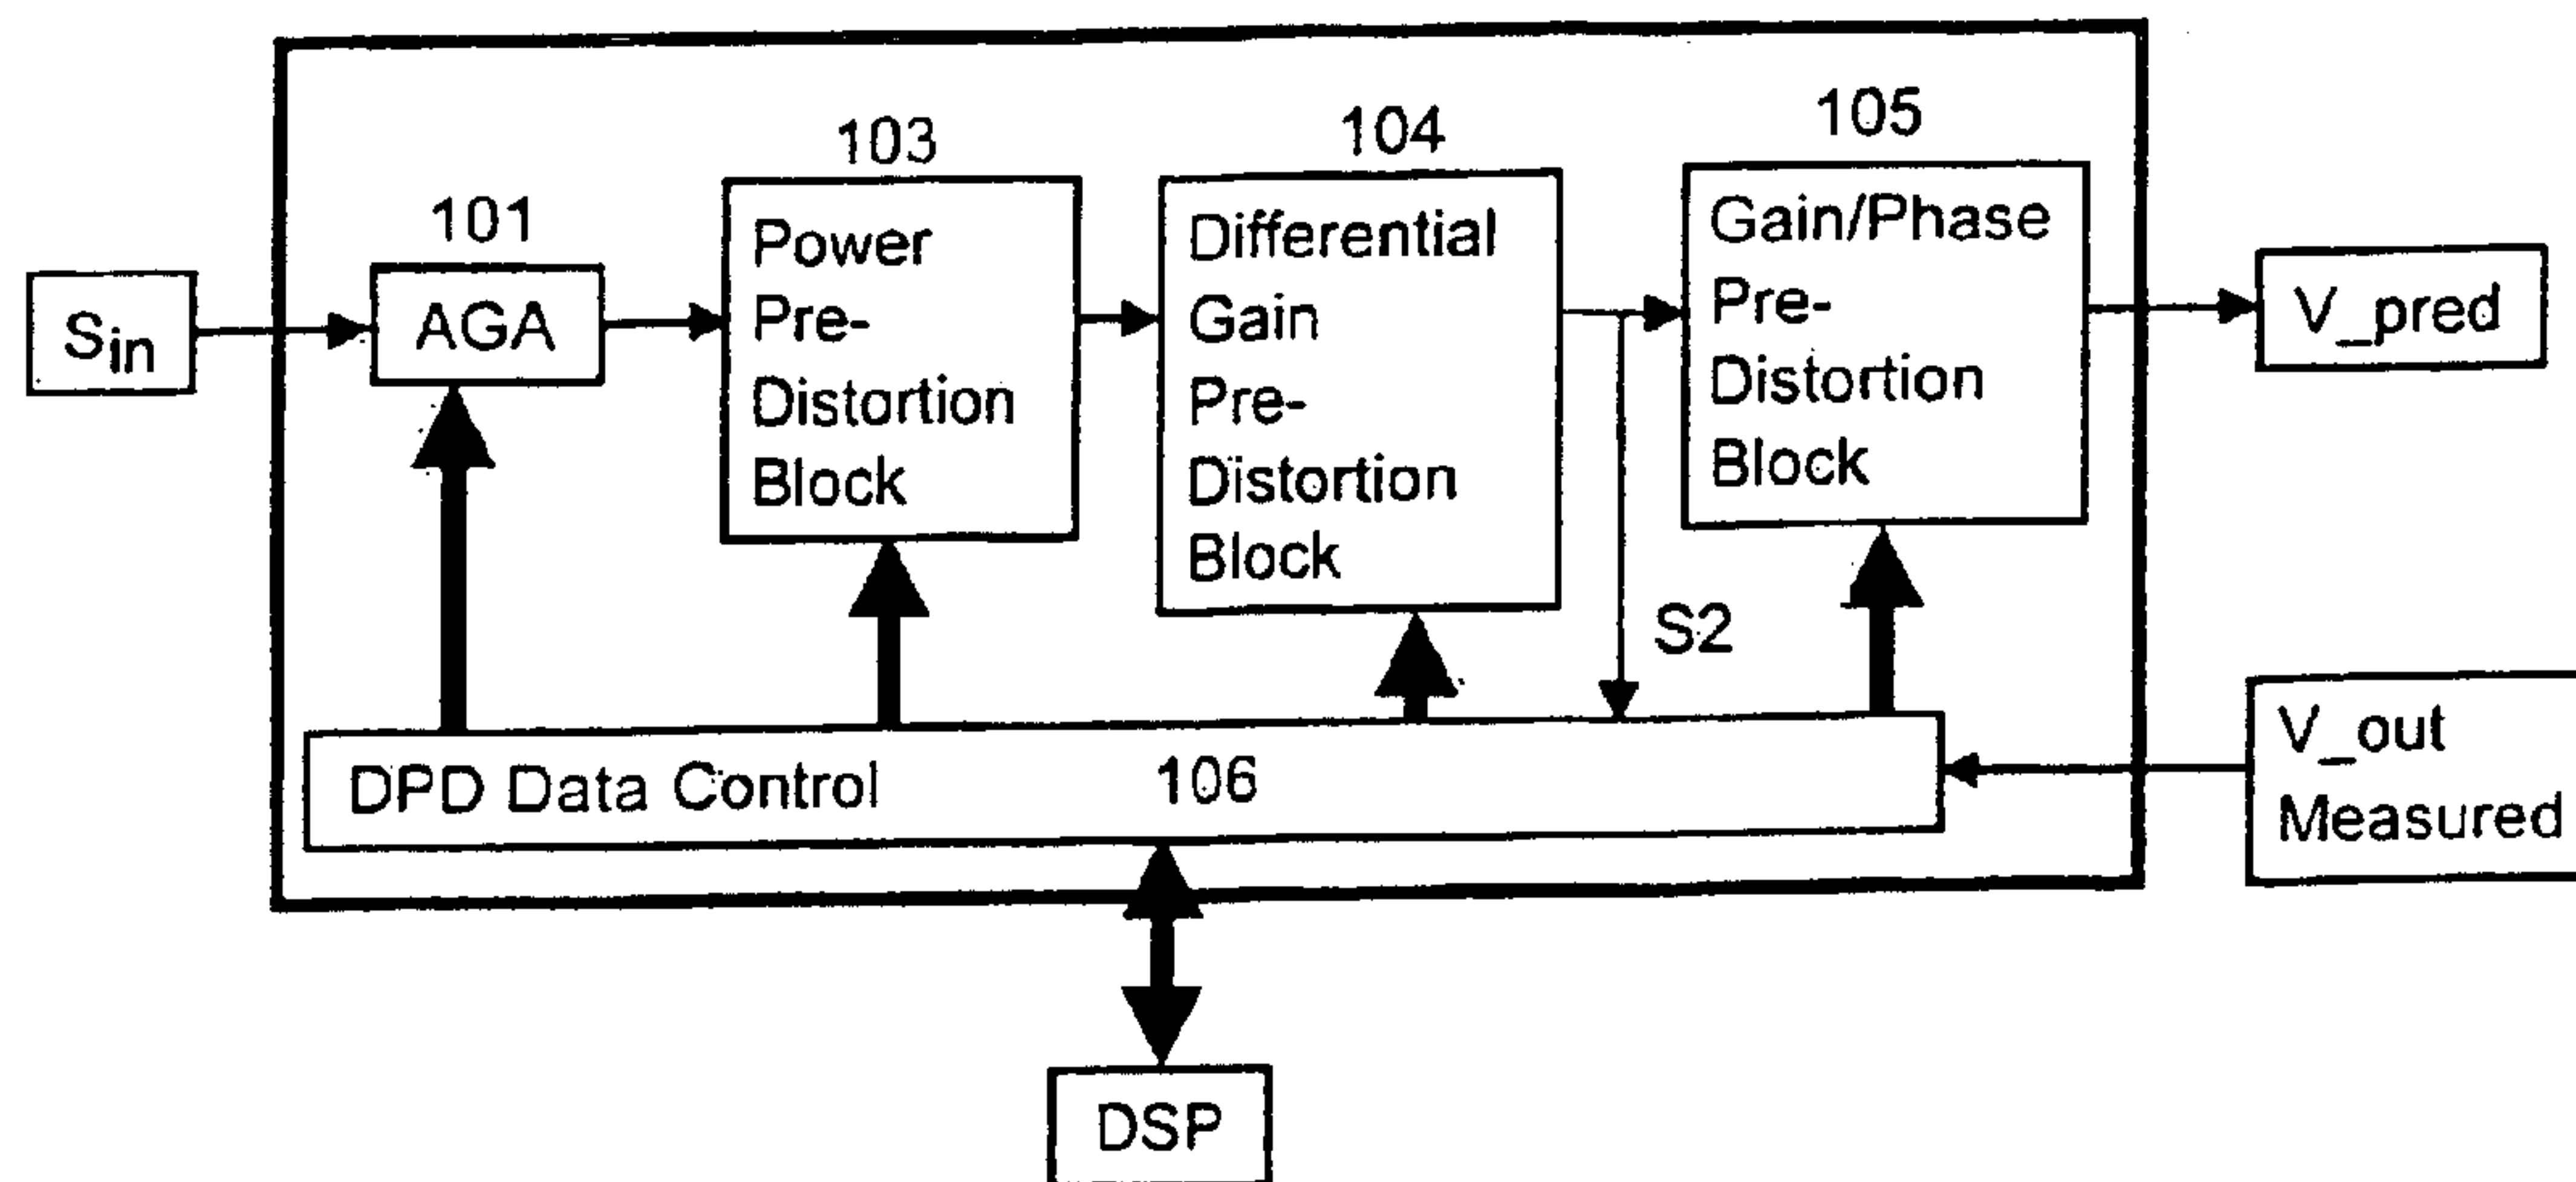 101
103
104
105
Sin
AGA
Power
Pre-
Distortion
Block
Differential
Gain
Pre-
Distortion
Block
Gain/Phase
Pre-
Distortion
Block
V_pred
S2
DPD Data Control
106
V_out
Measured
DSP